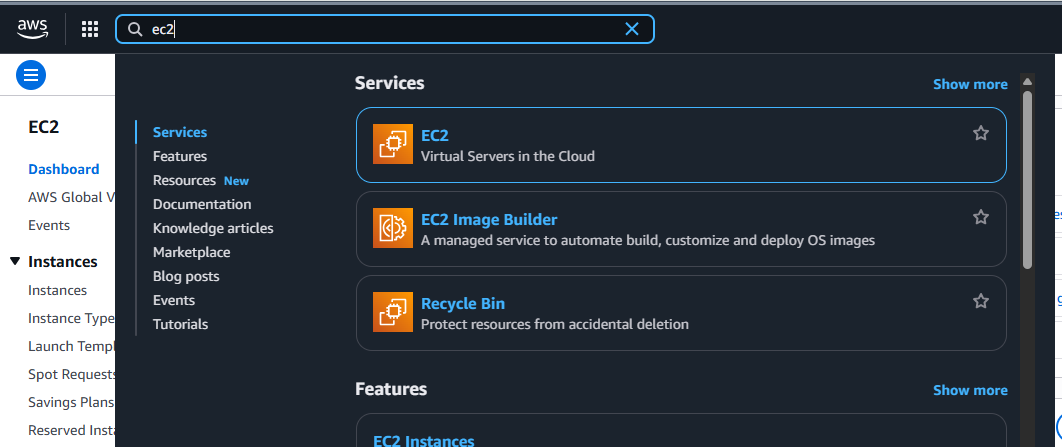 aws
ec2
EC2
Dashboard
AWS Global V
Events
Instances
Instances
Instance Type
Launch Templ
Spot Requests
Savings Plans
Reserved Insta
Services
Features
Resources New
Documentation
Knowledge articles
Marketplace
Blog posts
Events
Tutorials
Services
Show more
EC2
Virtual Servers in the Cloud
EC2 Image Builder
A managed service to automate build, customize and deploy OS images
Recycle Bin
Protect resources from accidental deletion
Features
Show more
EC2 Instances